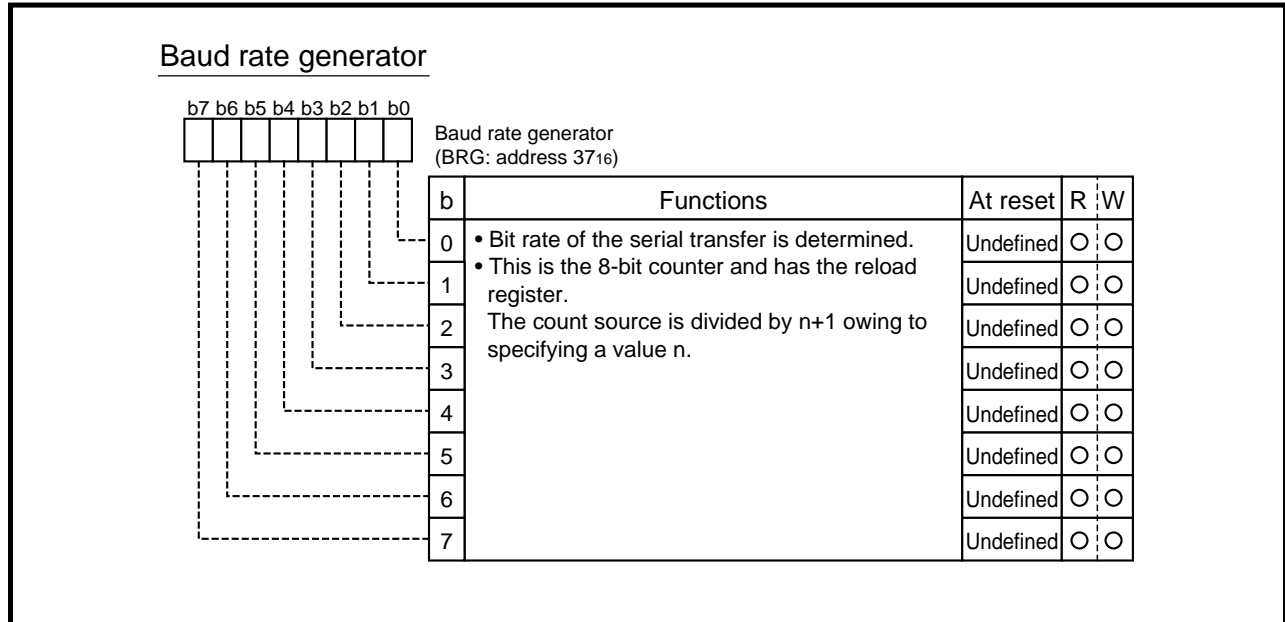 Baud rate generator
b7 b6 b5 b4 b3 b2 b1 b0
Baud rate generator
(BRG: address 3716)
b Functions At reset R W
0 • Bit rate of the serial transfer is determined. Undefined ○ ○
• This is the 8-bit counter and has the reload
1 Undefined ○ ○
register.
2 The count source is divided by n+1 owing to Undefined ○ ○
specifying a value n.
3 Undefined ○ ○
4 Undefined ○ ○
5 Undefined ○ ○
6 Undefined ○ ○
7 Undefined ○ ○